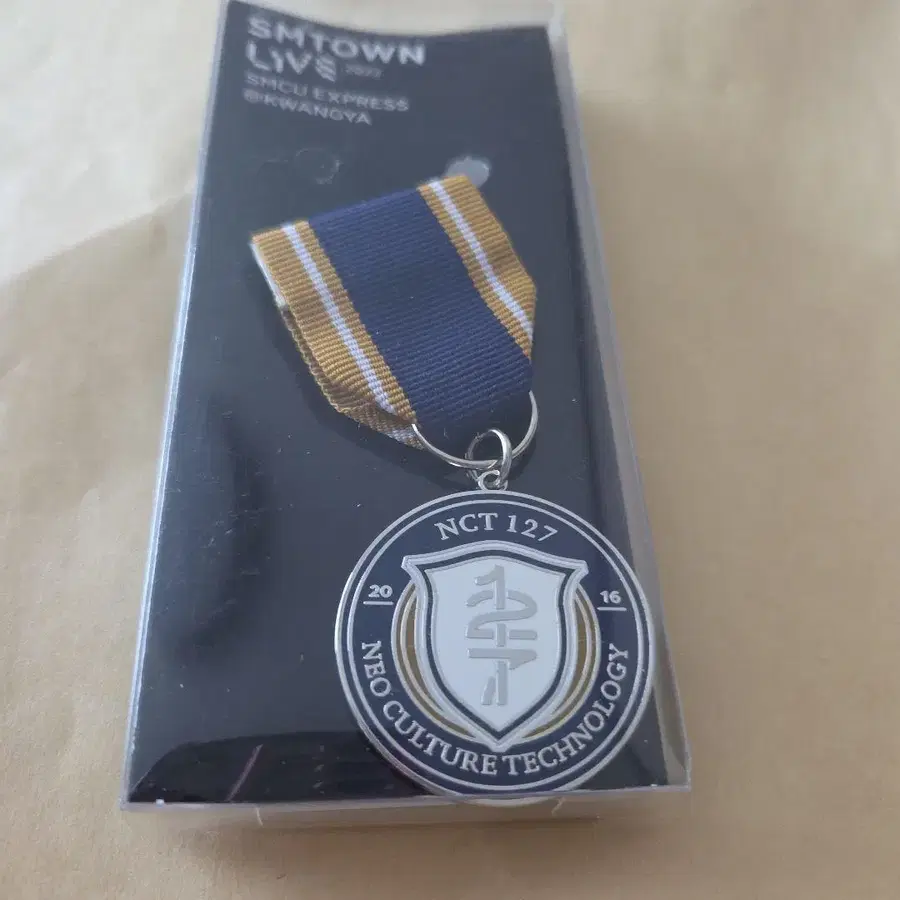 SMTOWN
LIVE 2022
SMCU EXPRESS
@KWANGYA
NCT 127
20 16
127
NEO CULTURE TECHNOLOGY